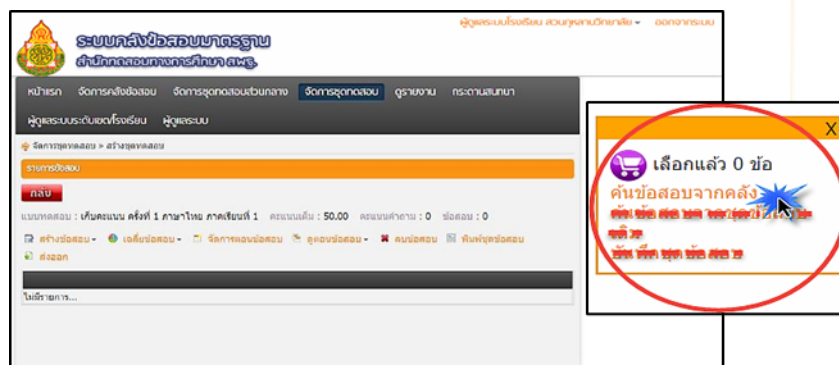 ผู้ดูแลระบบโรงเรียน สวนกุหลาบวิทยาลัย ออกจากระบบ
ระบบคลังข้อสอบมาตรฐาน
สำนักทดสอบทางการศึกษา สพฐ.
หน้าแรก จัดการคลังข้อสอบ จัดการชุดทดสอบส่วนกลาง จัดการชุดทดสอบ ดูรายงาน กระดานสนทนา
ผู้ดูแลระบบระดับเขต/โรงเรียน ผู้ดูแลระบบ
จัดการชุดทดสอบ » สร้างชุดทดสอบ
รายการข้อสอบ
กลับ
แบบทดสอบ : เก็บคะแนน ครั้งที่ 1 ภาษาไทย ภาคเรียนที่ 1 คะแนนเต็ม : 50.00 คะแนนคำถาม : 0 ข้อสอบ : 0
สร้างข้อสอบ เฉลี่ยข้อสอบ จัดการตอนข้อสอบ ดูตอนข้อสอบ ลบข้อสอบ พิมพ์ชุดข้อสอบ
ส่งออก
ไม่มีรายการ...
X
เลือกแล้ว 0 ข้อ
ค้นข้อสอบจากคลัง
บันทึกชุดข้อสอบ